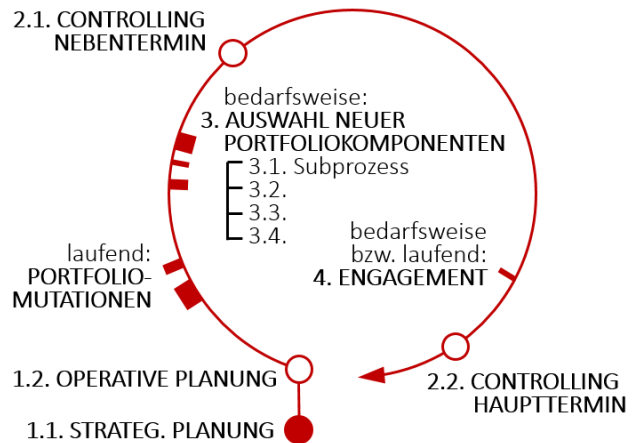 2.1. CONTROLLING
NEBENTERMIN
bedarfsweise:
3. AUSWAHL NEUER
PORTFOLIOKOMPONENTEN
3.1. Subprozess
3.2.
3.3.
3.4.
laufend:
PORTFOLIO-
MUTATIONEN
bedarfsweise
bzw. laufend:
4. ENGAGEMENT
1.2. OPERATIVE PLANUNG
2.2. CONTROLLING
HAUPTTERMIN
1.1. STRATEG. PLANUNG